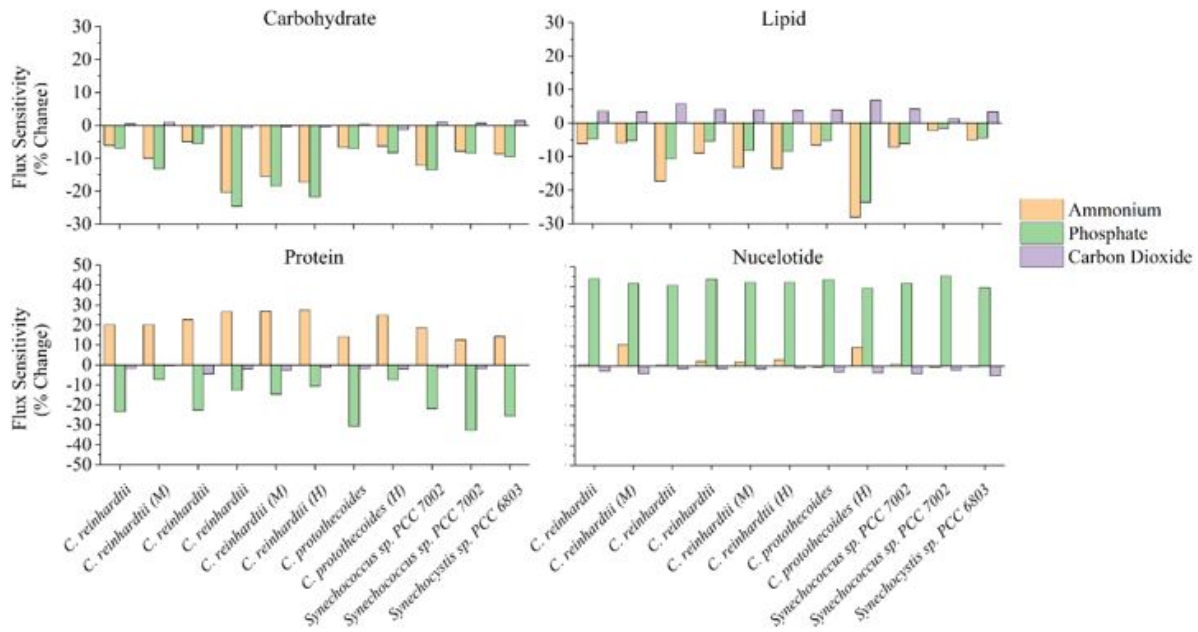 Carbohydrate
Flux Sensitivity
(% Change)
30
20
10
0
-10
-20
-30
Lipid
30
20
10
0
-10
-20
-30
Ammonium
Phosphate
Carbon Dioxide
Protein
Flux Sensitivity
(% Change)
50
40
30
20
10
0
-10
-20
-30
-40
-50
Nucelotide
C. reinhardtii
C. reinhardtii (M)
C. reinhardtii
C. reinhardtii
C. reinhardtii (M)
C. reinhardtii (H)
C. protothecoides
C. protothecoides (H)
Synechococcus sp. PCC 7002
Synechococcus sp. PCC 7002
Synechocystis sp. PCC 6803
C. reinhardtii
C. reinhardtii (M)
C. reinhardtii
C. reinhardtii
C. reinhardtii (M)
C. reinhardtii (H)
C. protothecoides
C. protothecoides (H)
Synechococcus sp. PCC 7002
Synechococcus sp. PCC 7002
Synechocystis sp. PCC 6803